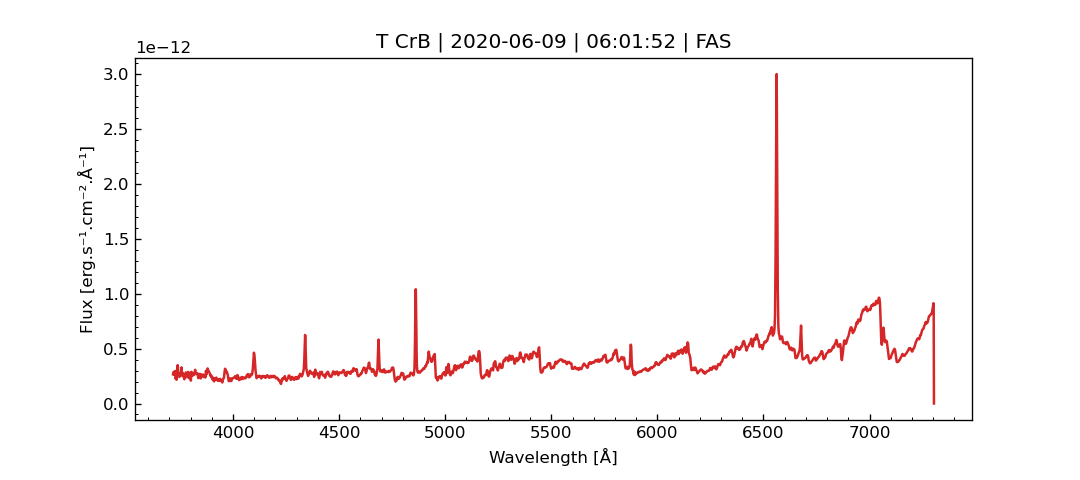 T CrB | 2020-06-09 | 06:01:52 | FAS
1e−12
3.0
2.5
2.0
1.5
1.0
0.5
0.0
Flux [erg.s⁻¹.cm⁻².Å⁻¹]
4000 4500 5000 5500 6000 6500 7000
Wavelength [Å]